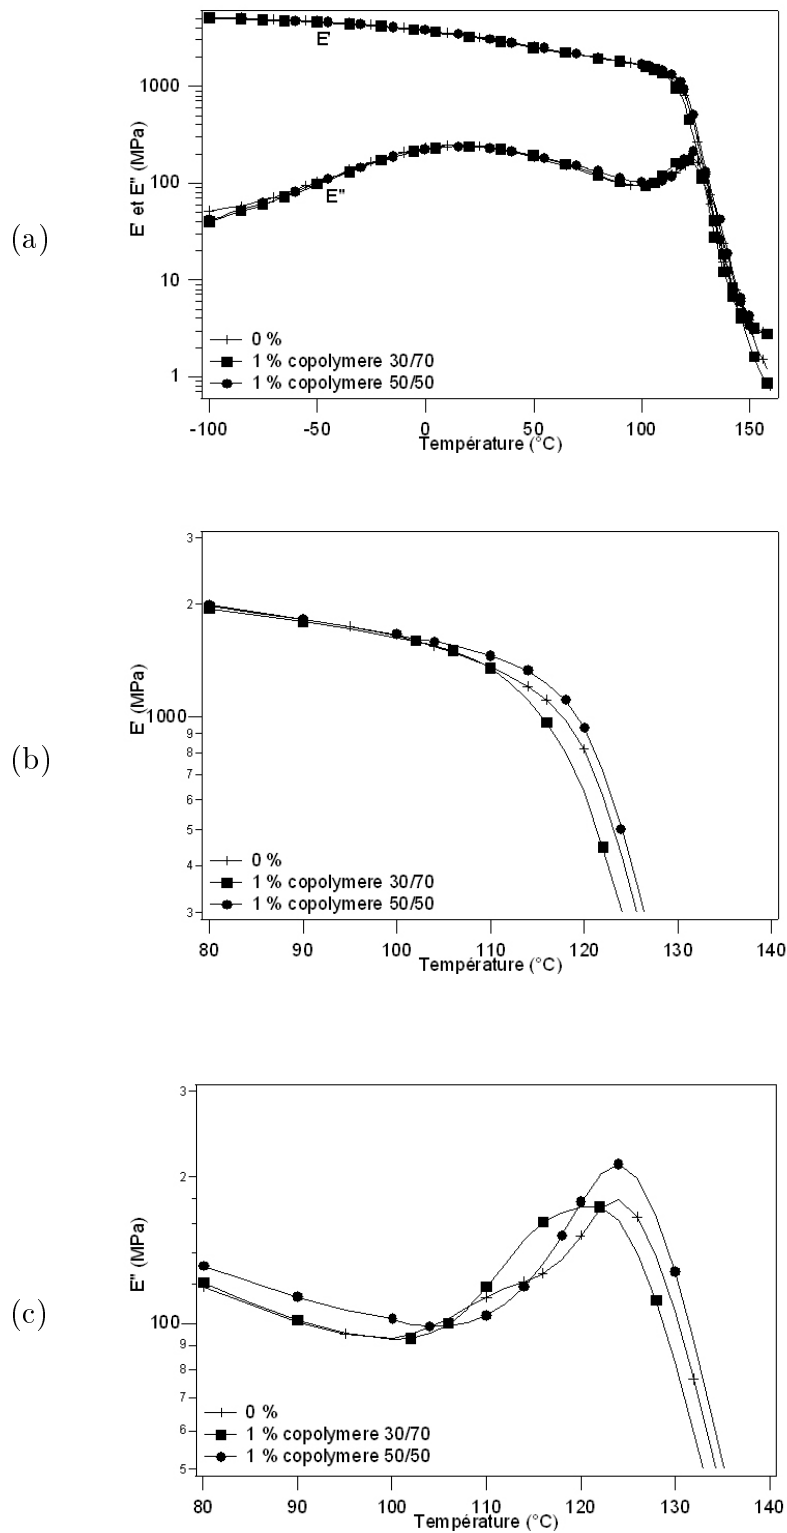 (a)
E' et E" (MPa)
1000
100
10
1
E'
E"
0 %
1 % copolymere 30/70
1 % copolymere 50/50
-100 -50 0 50 100 150
Température (°C)
(b)
E' (MPa)
3
2
1000
9
8
7
6
5
4
3
0 %
1 % copolymere 30/70
1 % copolymere 50/50
80 90 100 110 120 130 140
Température (°C)
(c)
E" (MPa)
3
2
100
9
8
7
6
5
0 %
1 % copolymere 30/70
1 % copolymere 50/50
80 90 100 110 120 130 140
Température (°C)